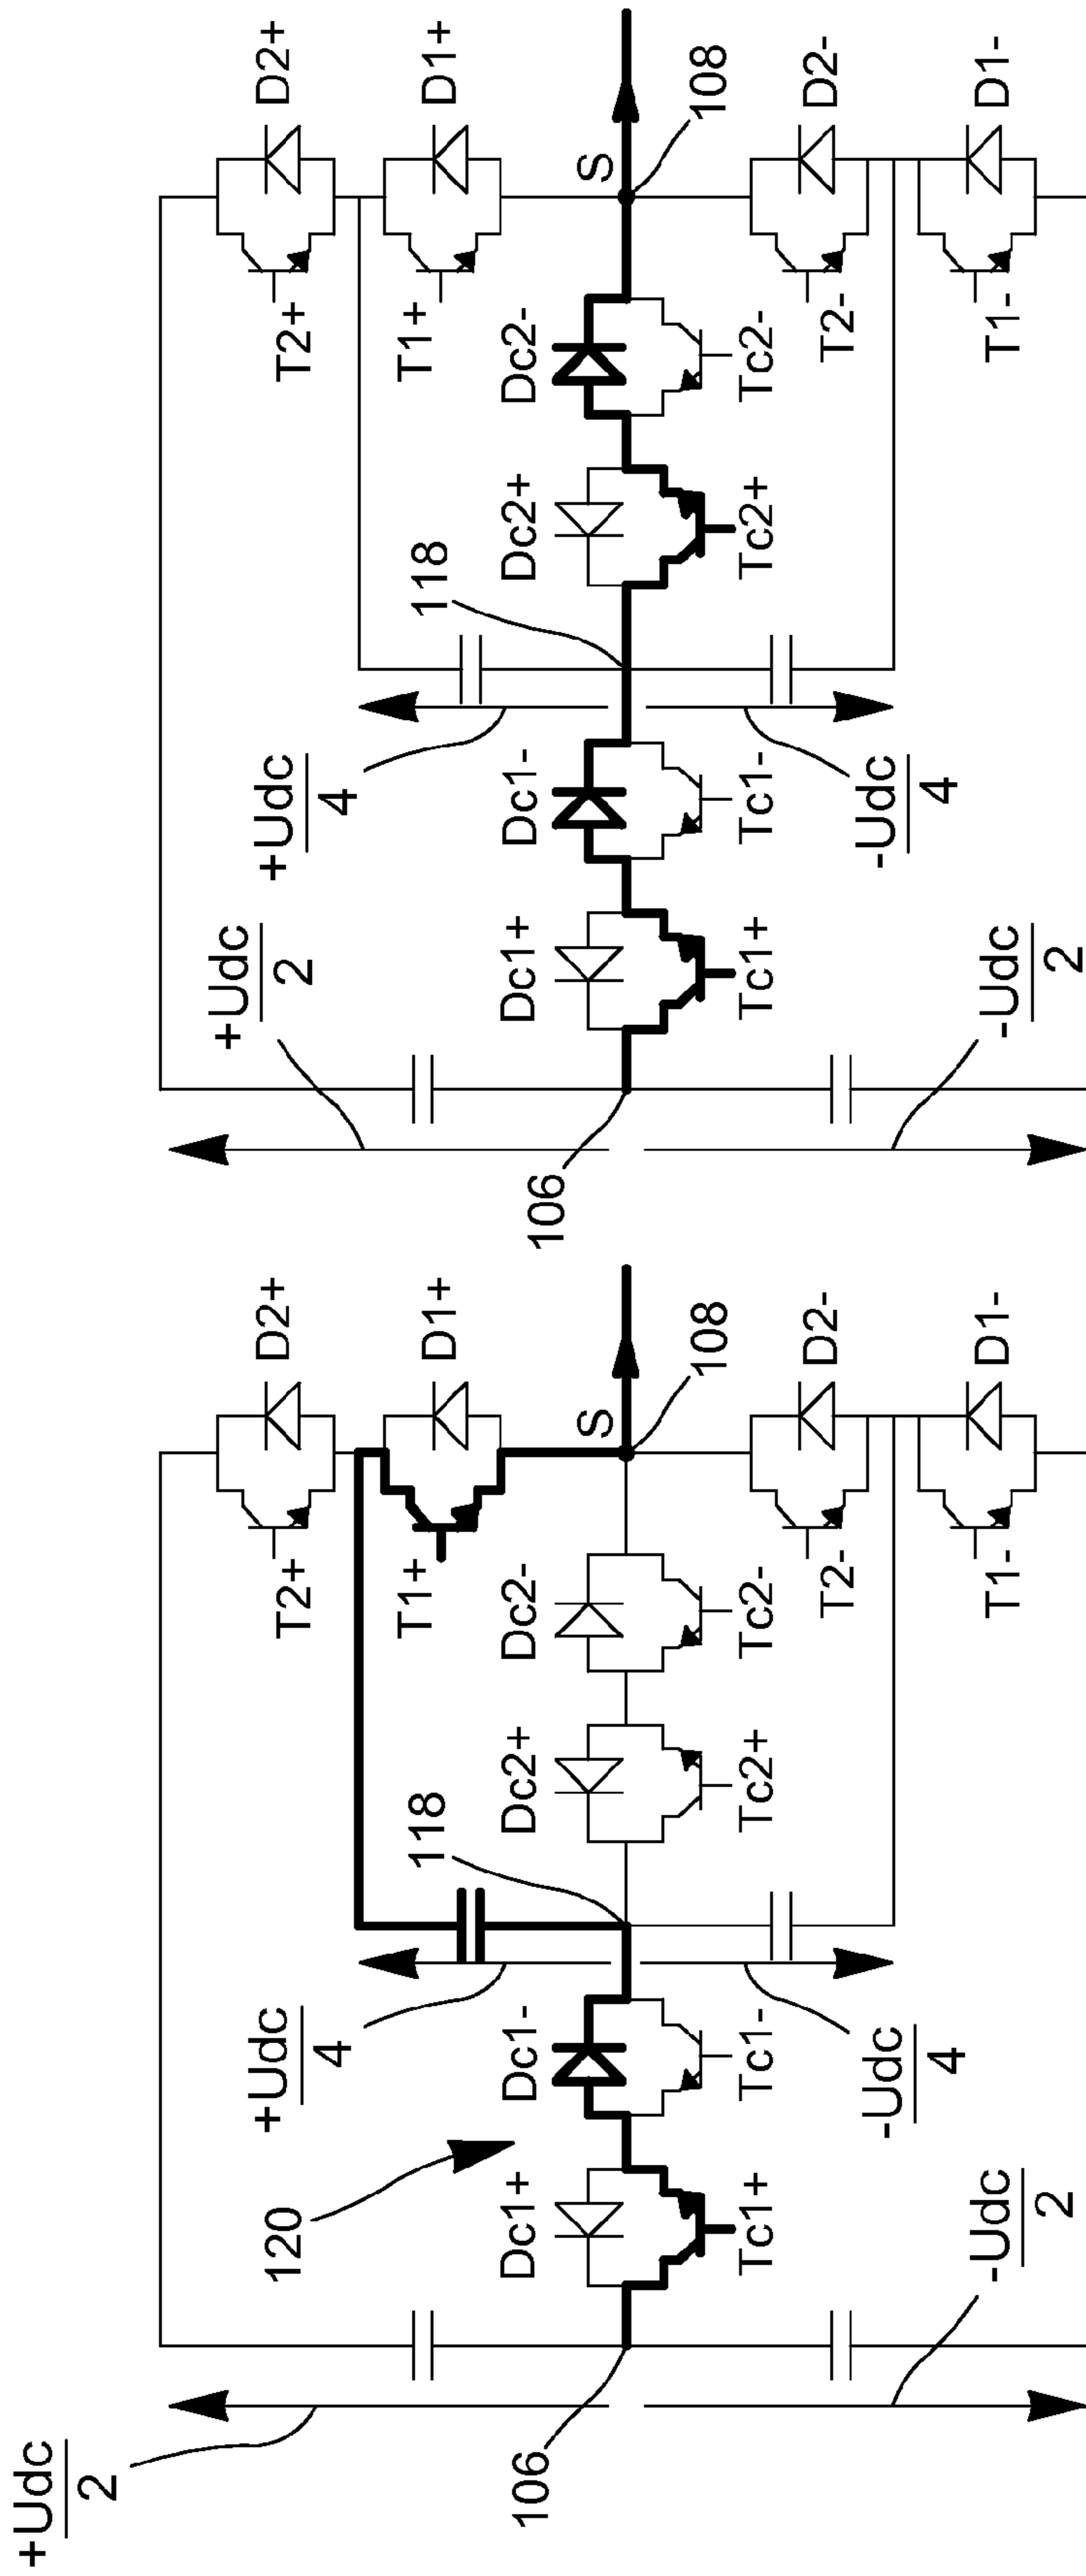 +Udc
2
+Udc
4
-Udc
4
-Udc
2
106
120
118
108
S
Dc1+
Dc1-
Dc2+
Dc2-
Tc1+
Tc1-
Tc2+
Tc2-
T2+
D2+
T1+
D1+
T2-
D2-
T1-
D1-
+Udc
2
+Udc
4
-Udc
4
-Udc
2
106
118
108
S
Dc1+
Dc1-
Dc2+
Dc2-
Tc1+
Tc1-
Tc2+
Tc2-
T2+
D2+
T1+
D1+
T2-
D2-
T1-
D1-